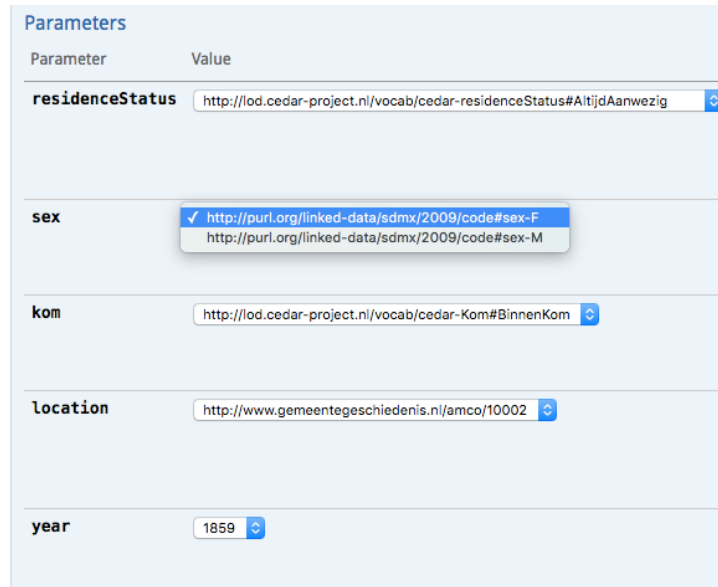 Parameters
Parameter Value
residenceStatus http://lod.cedar-project.nl/vocab/cedar-residenceStatus#AltijdAanwezig
sex ✓ http://purl.org/linked-data/sdmx/2009/code#sex-F
http://purl.org/linked-data/sdmx/2009/code#sex-M
kom http://lod.cedar-project.nl/vocab/cedar-Kom#BinnenKom
location http://www.gemeentegeschiedenis.nl/amco/10002
year 1859